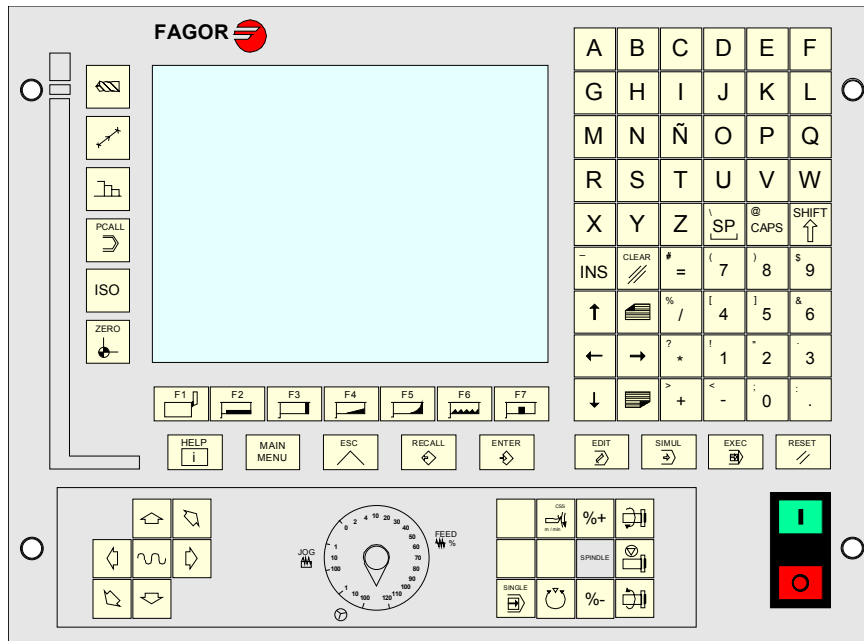 FAGOR
A B C D E F
G H I J K L
M N Ñ O P Q
R S T U V W
X Y Z \ SP @ CAPS SHIFT
PCALL
ISO
ZERO
– INS CLEAR # = ( 7 ) 8 $ 9
% / [ 4 ] 5 & 6
? * ! 1 " 2 3
> + < - ; 0 : .
F1 F2 F3 F4 F5 F6 F7
HELP i MAIN MENU ESC RECALL ENTER
EDIT SIMUL EXEC RESET
JOG
1
10
100
0 2 4 10 20 30 40 50 60 70 80 90 100 110 120
FEED %
1 10 100
CSS
m / min.
%+
SPINDLE
SINGLE
%-
I
O